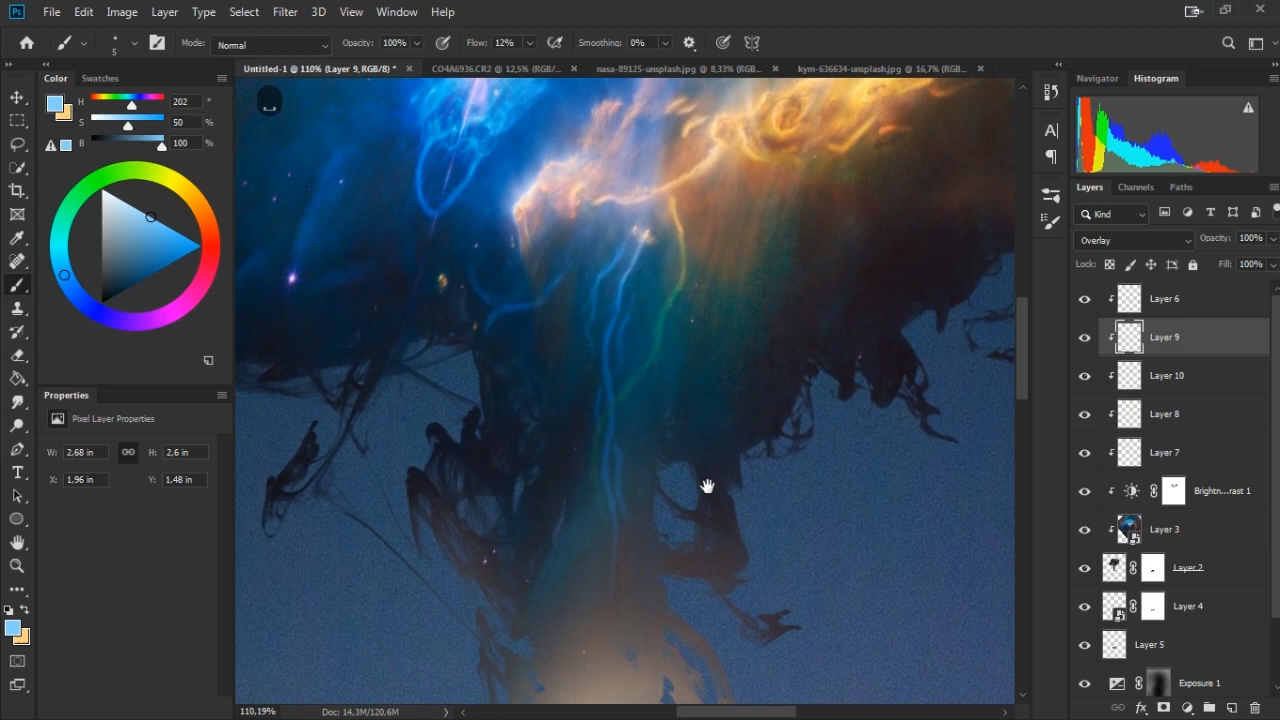 Ps File Edit Image Layer Type Select Filter 3D View Window Help
5 Mode: Normal Opacity: 100% Flow: 12% Smoothing: 0%
Color Swatches
Untitled-1 @ 110% (Layer 9, RGB/8) * CO4A6936.CR2 @ 12,5% (RGB/... nasa-89125-unsplash.jpg @ 8,33% (RGB... kym-636634-unsplash.jpg @ 16,7% (RGB...
Navigator Histogram
H 202 °
S 50 %
B 100 %
Layers Channels Paths
Kind
Overlay Opacity: 100%
Lock: Fill: 100%
Layer 6
Layer 9
Layer 10
Layer 8
Layer 7
Brightn...rast 1
Layer 3
Layer 2
Layer 4
Layer 5
Exposure 1
Properties
Pixel Layer Properties
W: 2,68 in H: 2,6 in
X: 1,96 in Y: 1,48 in
110,19% Doc: 14,3M/120,6M